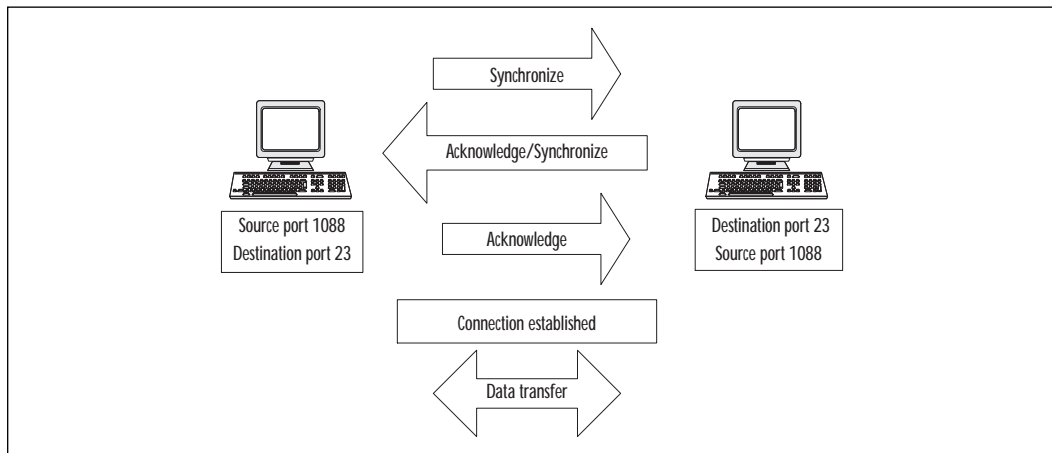 Synchronize
Acknowledge/Synchronize
Source port 1088
Destination port 23
Acknowledge
Destination port 23
Source port 1088
Connection established
Data transfer